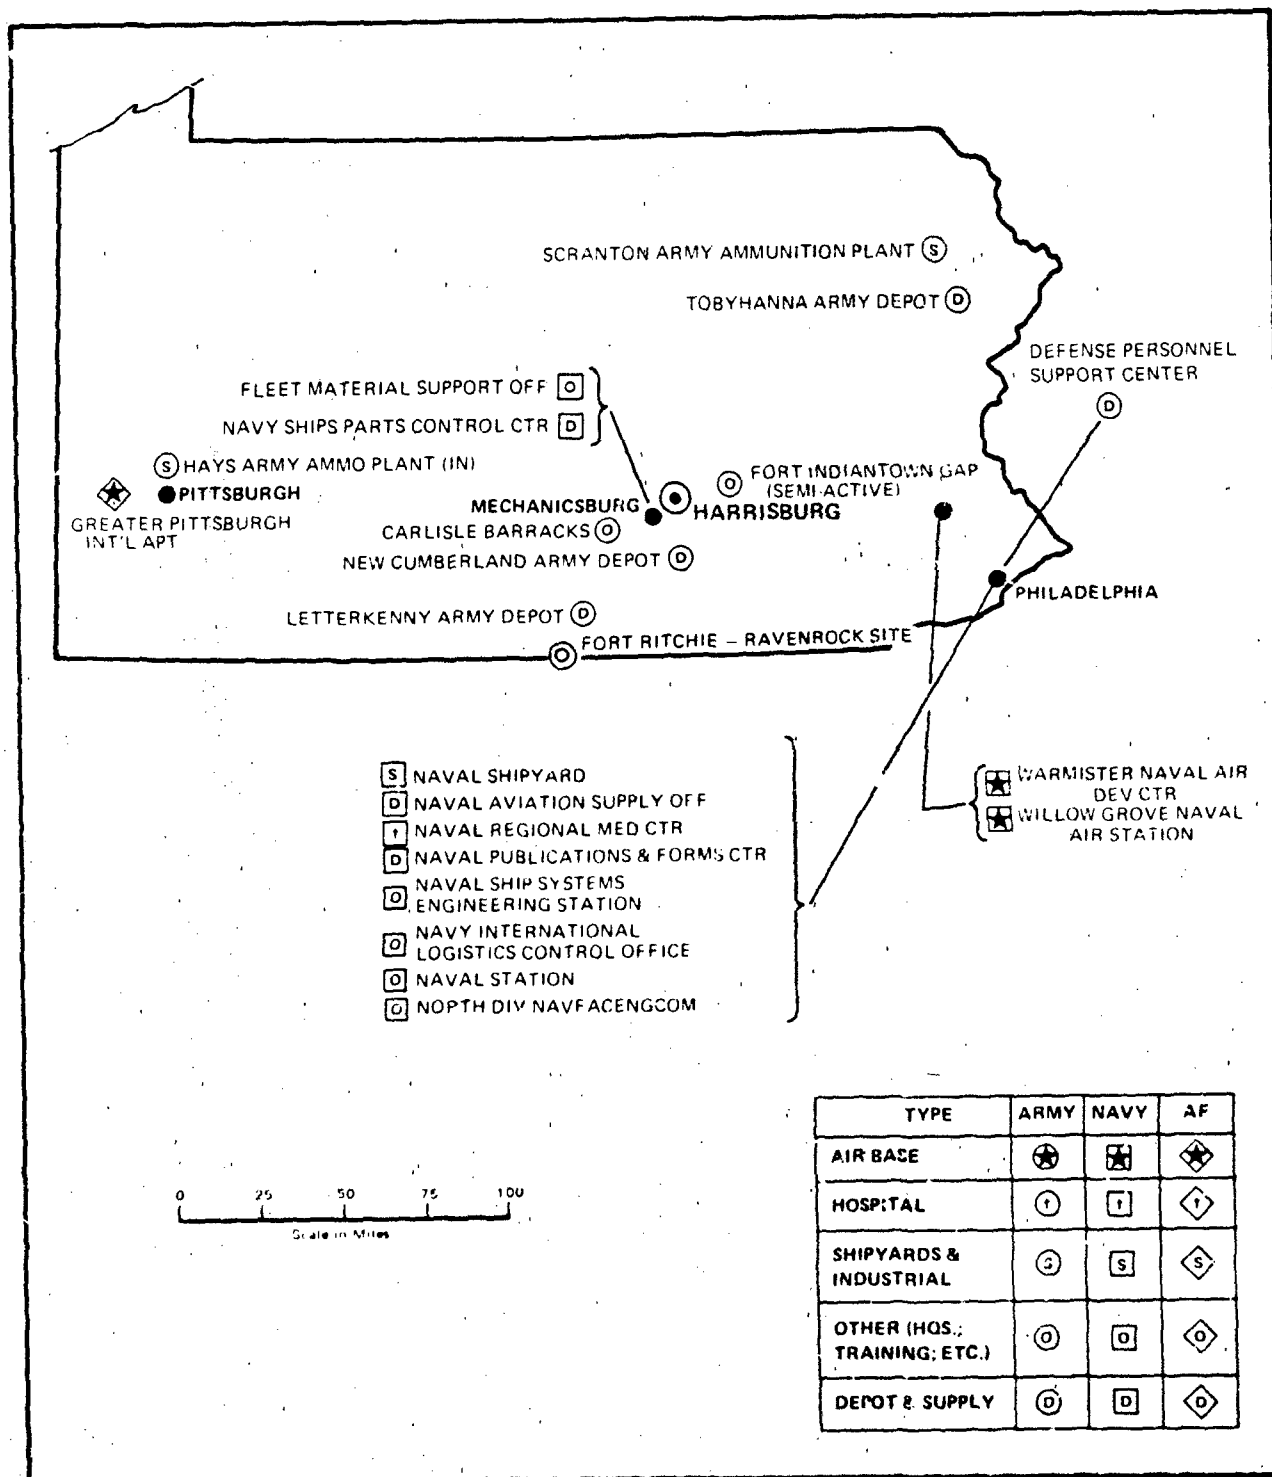 SCRANTON ARMY AMMUNITION PLANT S
TOBYHANNA ARMY DEPOT D
DEFENSE PERSONNEL
SUPPORT CENTER
D
FLEET MATERIAL SUPPORT OFF O
NAVY SHIPS PARTS CONTROL CTR D
S HAYS ARMY AMMO PLANT (IN)
PITTSBURGH
GREATER PITTSBURGH
INT'L APT
O FORT INDIANTOWN GAP
(SEMI-ACTIVE)
MECHANICSBURG
HARRISBURG
CARLISLE BARRACKS O
NEW CUMBERLAND ARMY DEPOT D
PHILADELPHIA
LETTERKENNY ARMY DEPOT D
O FORT RITCHIE – RAVENROCK SITE
S NAVAL SHIPYARD
D NAVAL AVIATION SUPPLY OFF
† NAVAL REGIONAL MED CTR
D NAVAL PUBLICATIONS & FORMS CTR
O NAVAL SHIP SYSTEMS
ENGINEERING STATION
O NAVY INTERNATIONAL
LOGISTICS CONTROL OFFICE
O NAVAL STATION
O NOPTH DIV NAVFACENGCOM
WARMISTER NAVAL AIR
DEV CTR
WILLOW GROVE NAVAL
AIR STATION
0 25 50 75 100
Scale in Miles
TYPE ARMY NAVY AF
AIR BASE
HOSPITAL † † †
SHIPYARDS &
INDUSTRIAL S S S
OTHER (HQS.;
TRAINING; ETC.) O O O
DEPOT & SUPPLY D D D